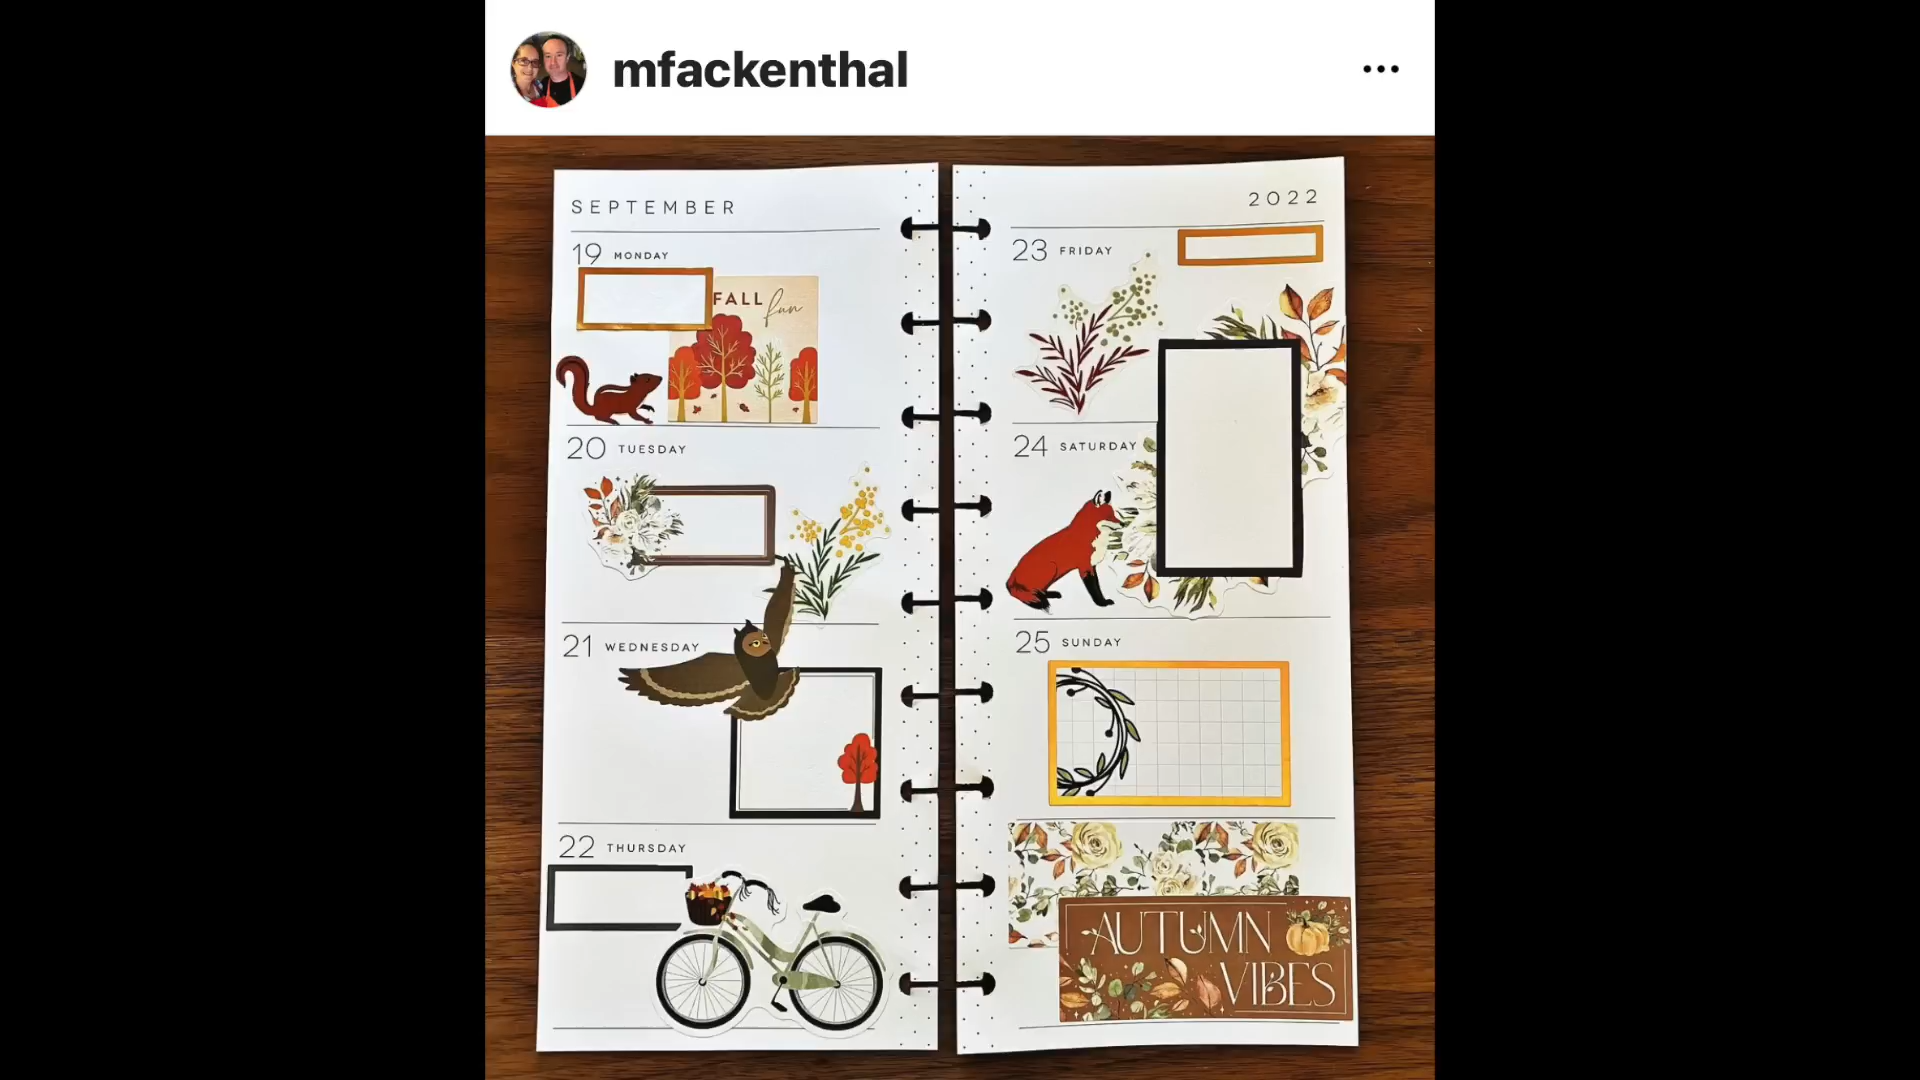 mfackenthal
SEPTEMBER
19 MONDAY
FALL
fun
20 TUESDAY
21 WEDNESDAY
22 THURSDAY
2022
23 FRIDAY
24 SATURDAY
25 SUNDAY
AUTUMN
VIBES